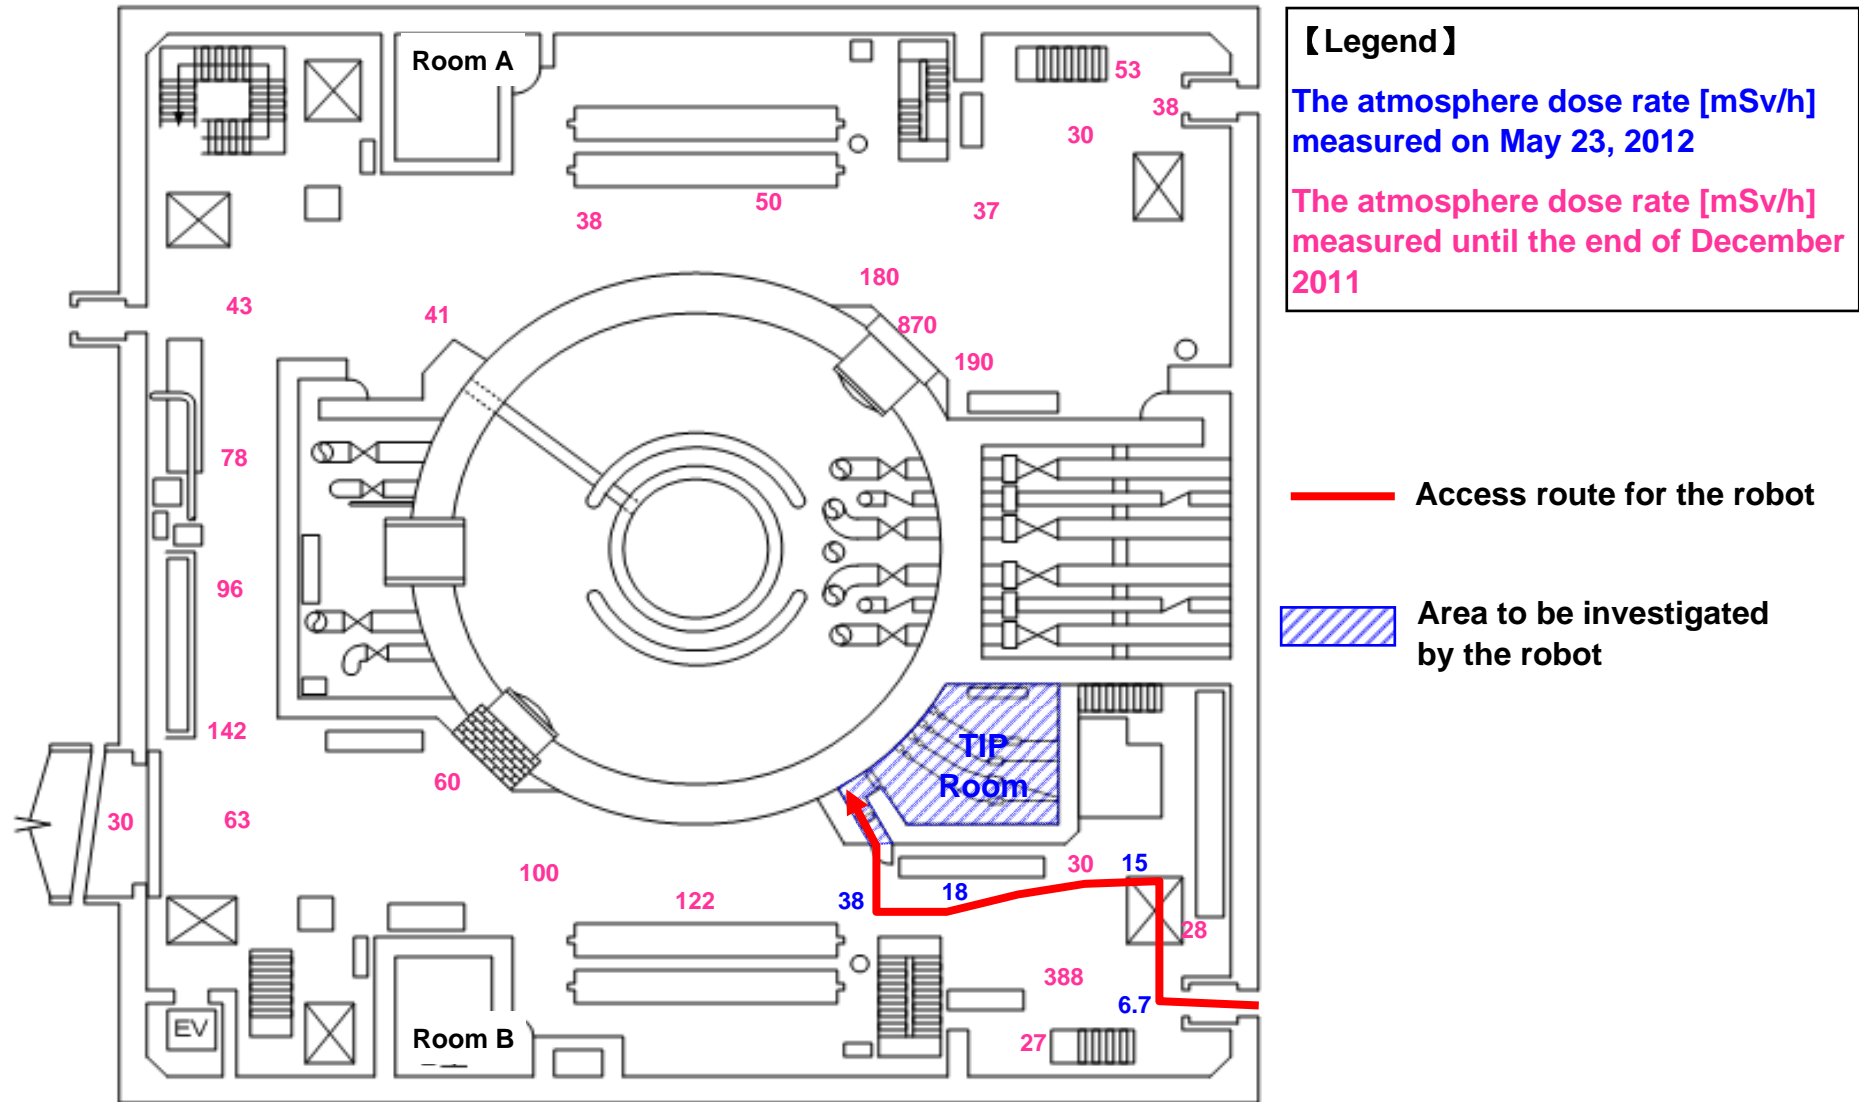 Room A
53
38
30
50
38
37
180
43
41
870
190
78
96
142
TIP
Room
60
30
63
30
15
100
18
122
38
28
388
6.7
EV
Room B
27
【Legend】
The atmosphere dose rate [mSv/h]
measured on May 23, 2012
The atmosphere dose rate [mSv/h]
measured until the end of December
2011
Access route for the robot
Area to be investigated
by the robot